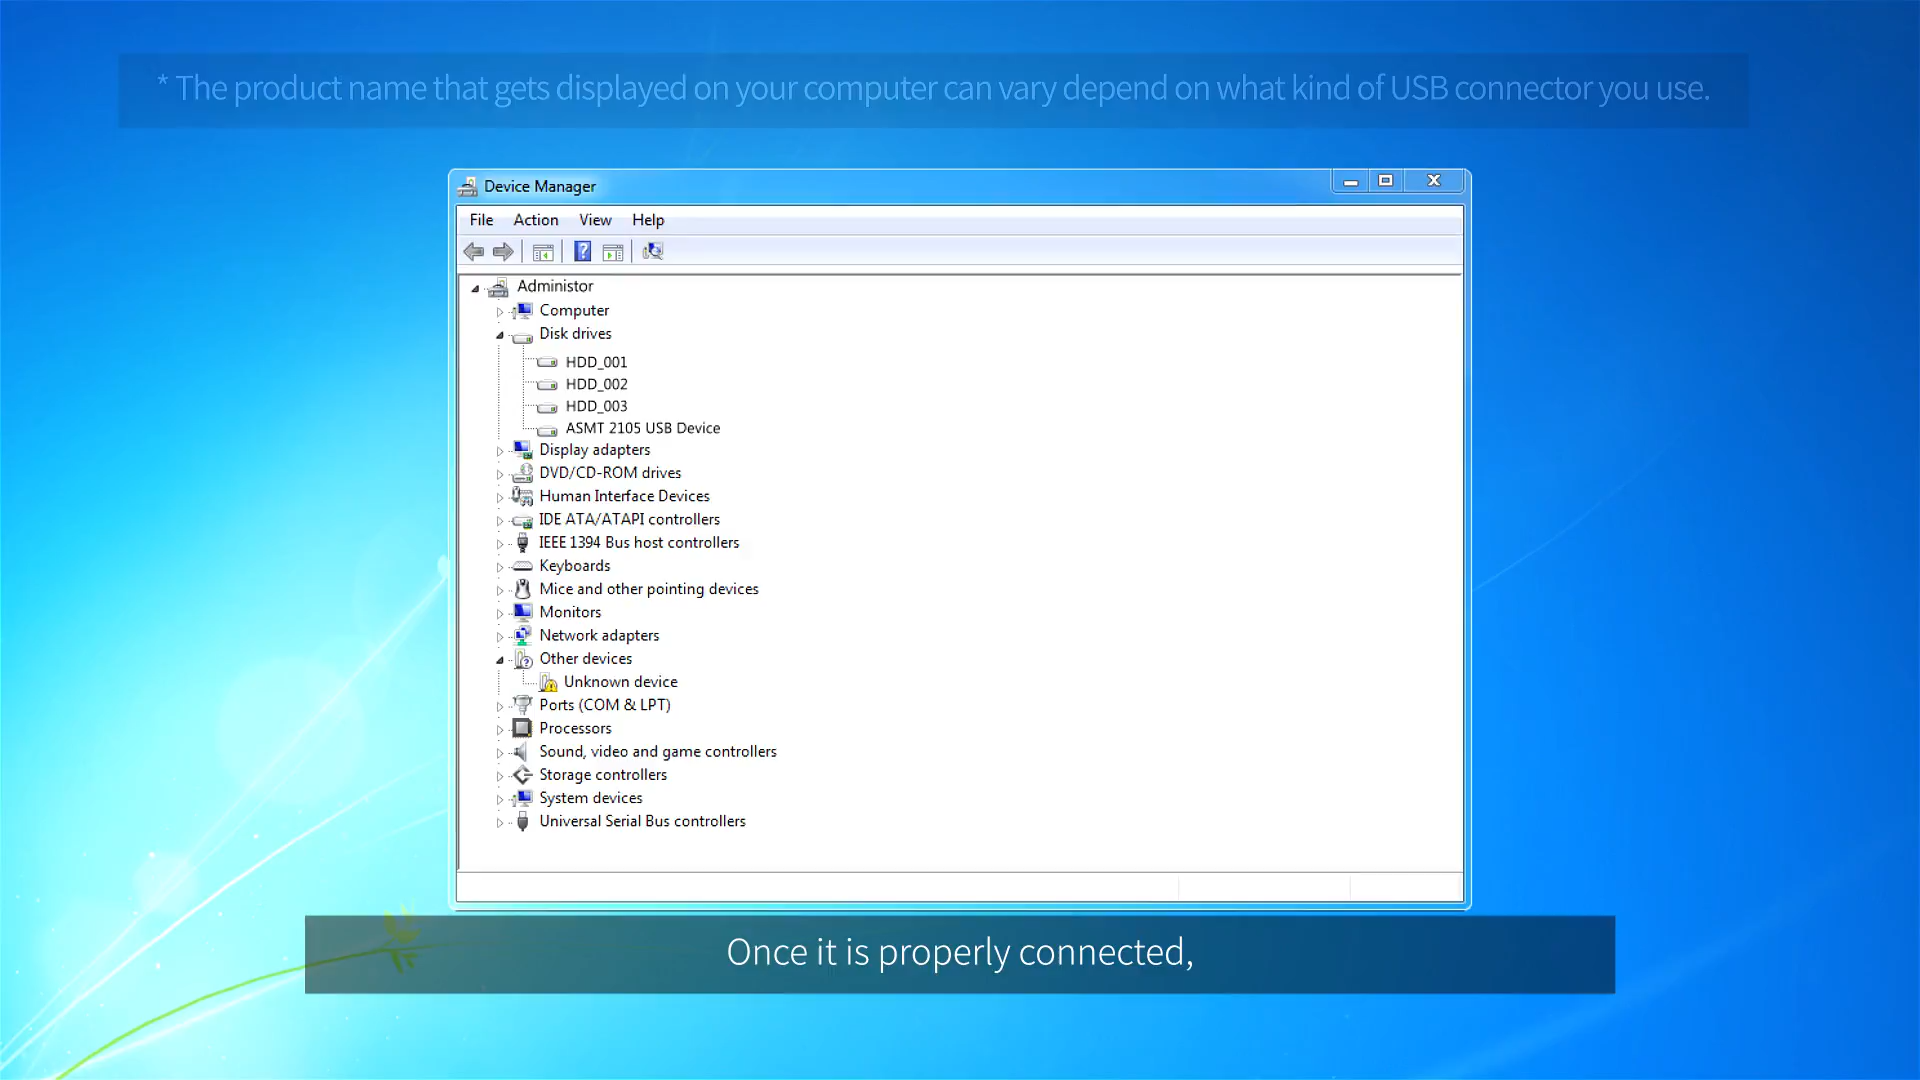 * The product name that gets displayed on your computer can vary depend on what kind of USB connector you use.
Device Manager
File Action View Help
Administor
Computer
Disk drives
HDD_001
HDD_002
HDD_003
ASMT 2105 USB Device
Display adapters
DVD/CD-ROM drives
Human Interface Devices
IDE ATA/ATAPI controllers
IEEE 1394 Bus host controllers
Keyboards
Mice and other pointing devices
Monitors
Network adapters
Other devices
Unknown device
Ports (COM & LPT)
Processors
Sound, video and game controllers
Storage controllers
System devices
Universal Serial Bus controllers
Once it is properly connected,